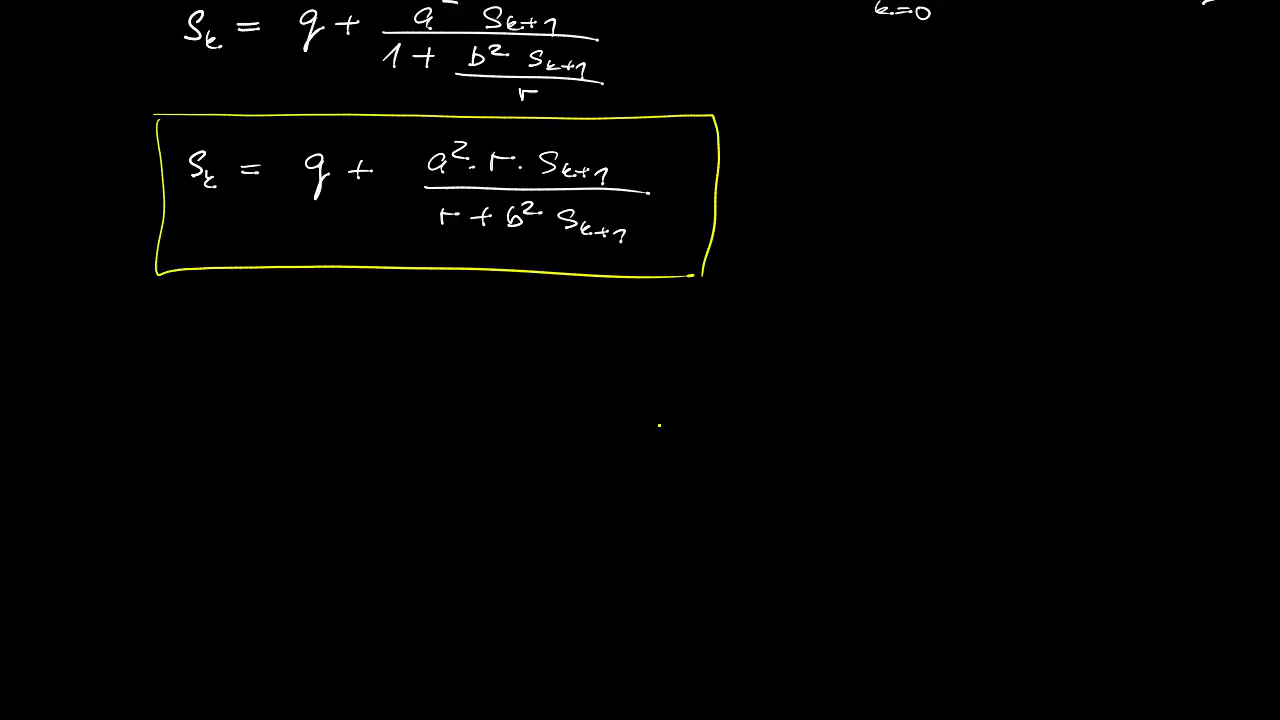 k=0
S_k = q + a² S_{k+1} / (1 + b² S_{k+1} / r)
S_k = q + a² · r · S_{k+1} / (r + b² S_{k+1})